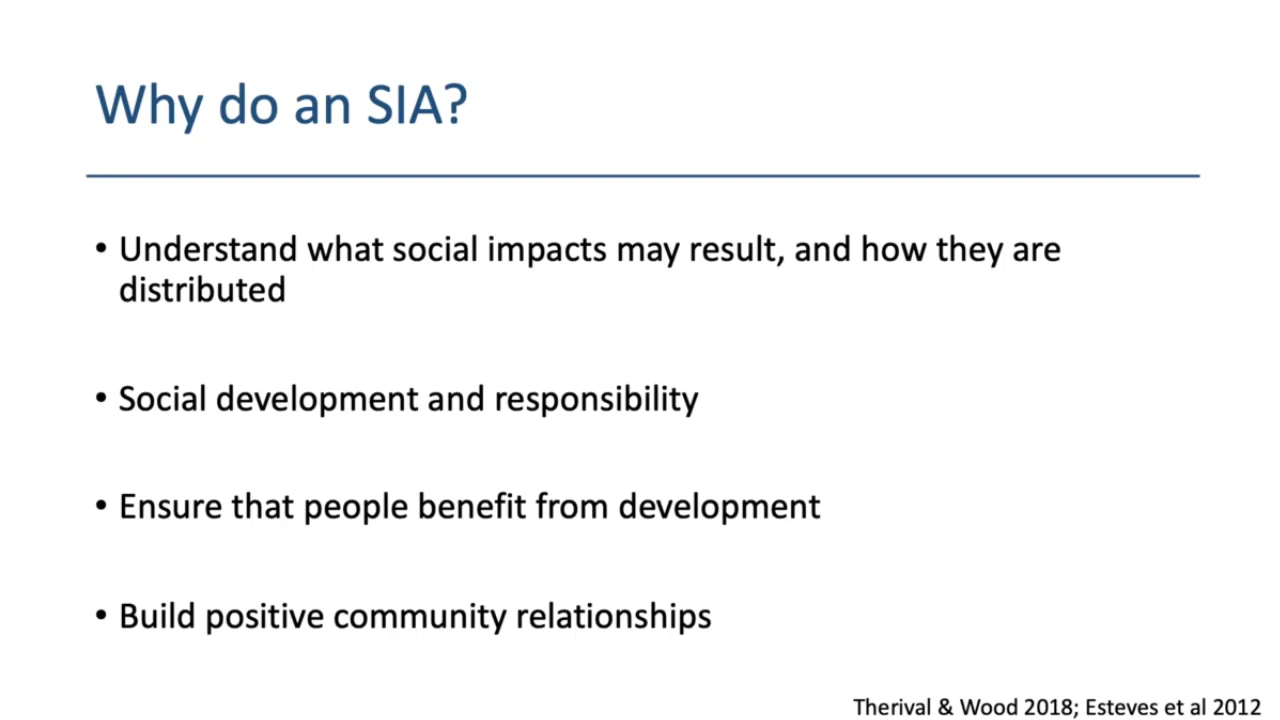 Why do an SIA?
• Understand what social impacts may result, and how they are
distributed
• Social development and responsibility
• Ensure that people benefit from development
• Build positive community relationships
Therival & Wood 2018; Esteves et al 2012